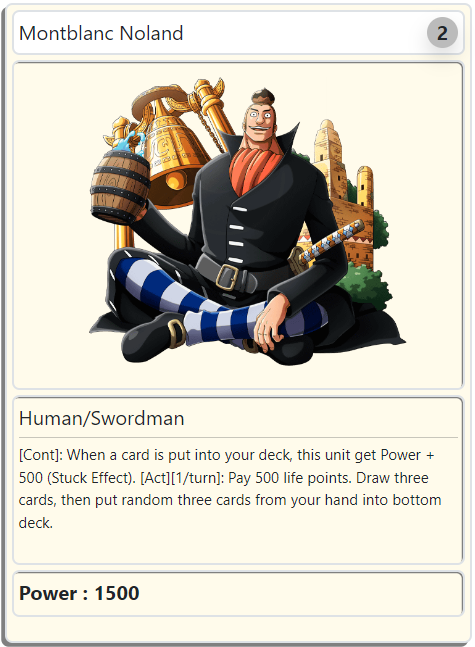 Montblanc Noland
2
Human/Swordman
[Cont]: When a card is put into your deck, this unit get Power +
500 (Stuck Effect). [Act][1/turn]: Pay 500 life points. Draw three
cards, then put random three cards from your hand into bottom
deck.
Power : 1500